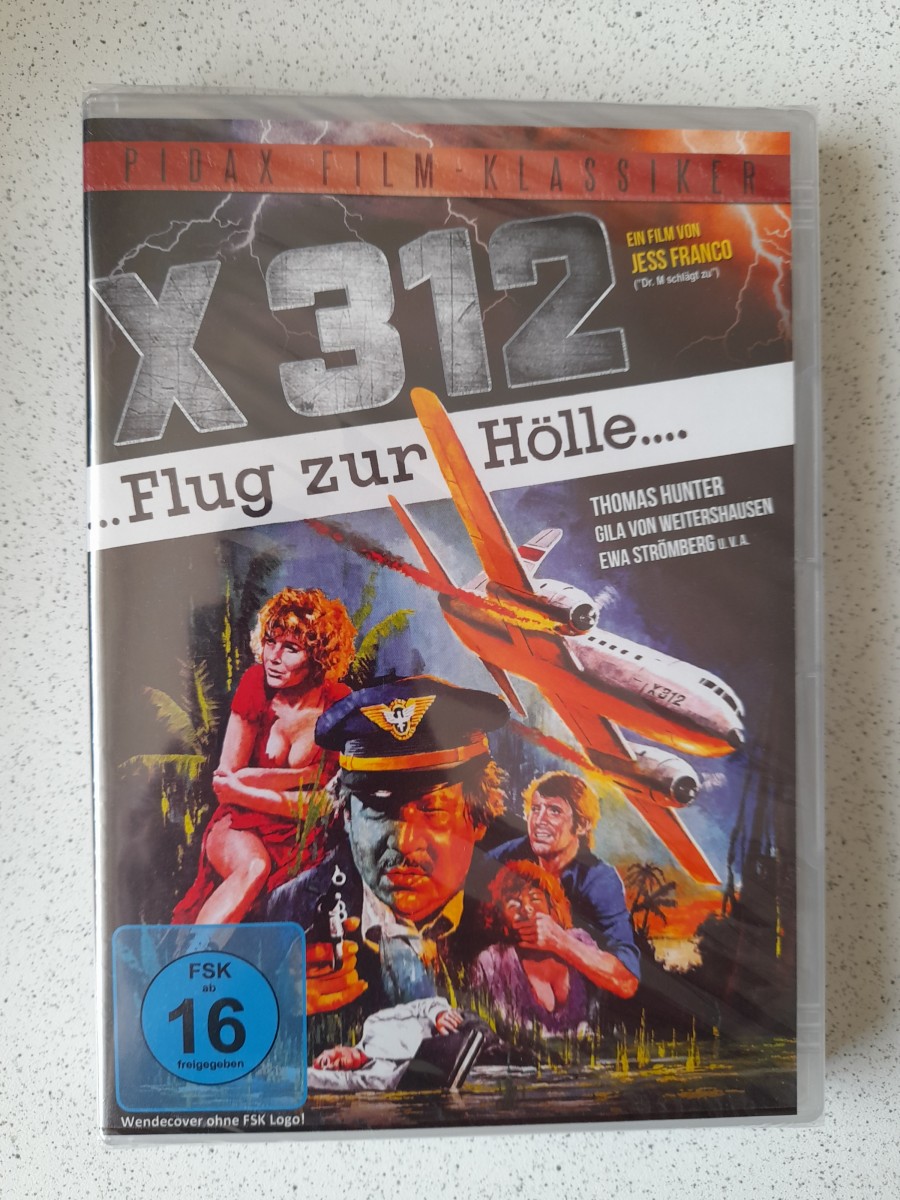 PIDAX FILM-KLASSIKER
X 312
EIN FILM VON
JESS FRANCO
("Dr. M schlägt zu")
...Flug zur Hölle....
THOMAS HUNTER
GILA VON WEITERSHAUSEN
EWA STRÖMBERG U.V.A.
X312
FSK
ab
16
freigegeben
Wendecover ohne FSK Logo!